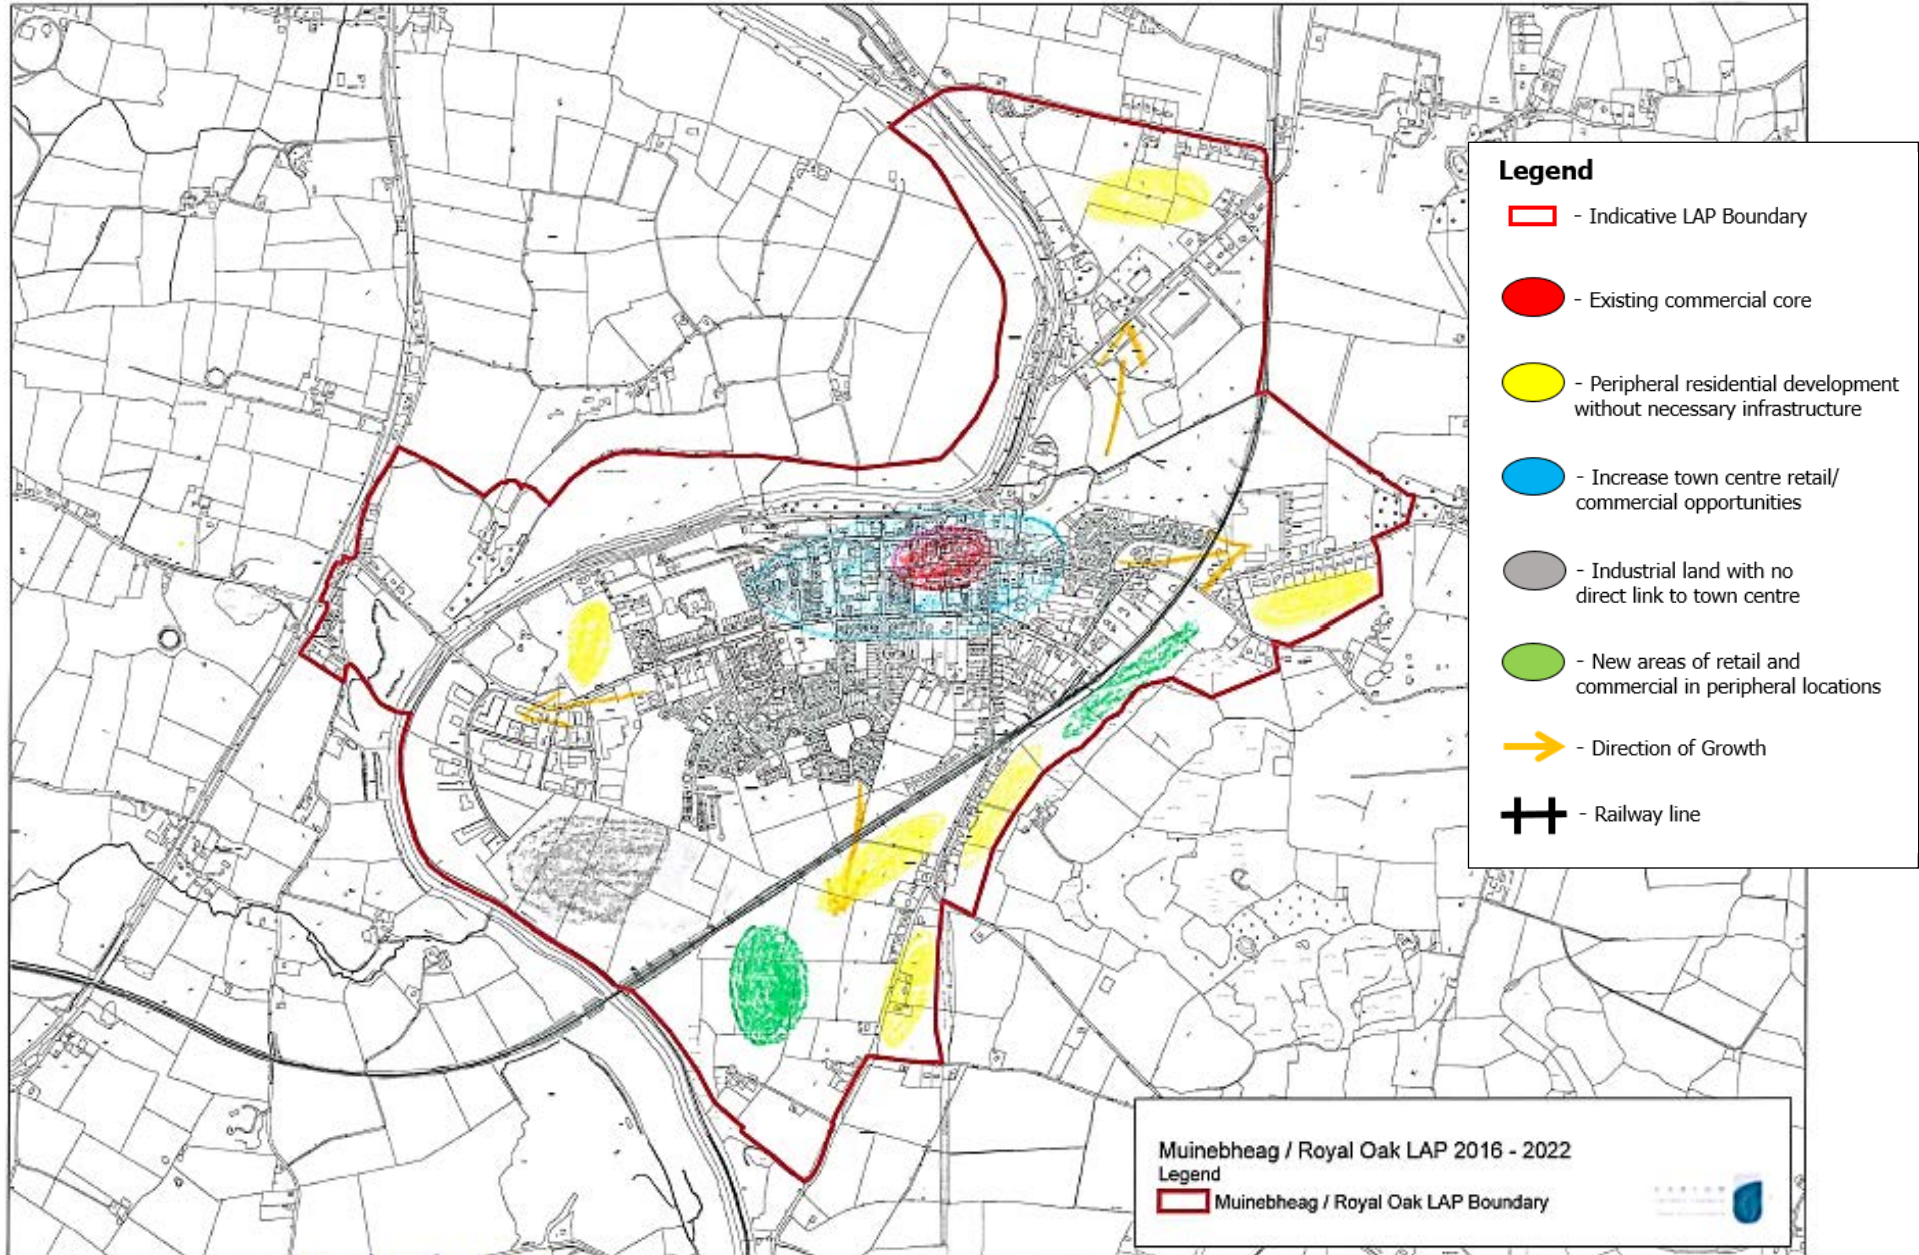 Legend
- Indicative LAP Boundary
- Existing commercial core
- Peripheral residential development
without necessary infrastructure
- Increase town centre retail/
commercial opportunities
- Industrial land with no
direct link to town centre
- New areas of retail and
commercial in peripheral locations
- Direction of Growth
- Railway line
Muinebheag / Royal Oak LAP 2016 - 2022
Legend
Muinebheag / Royal Oak LAP Boundary